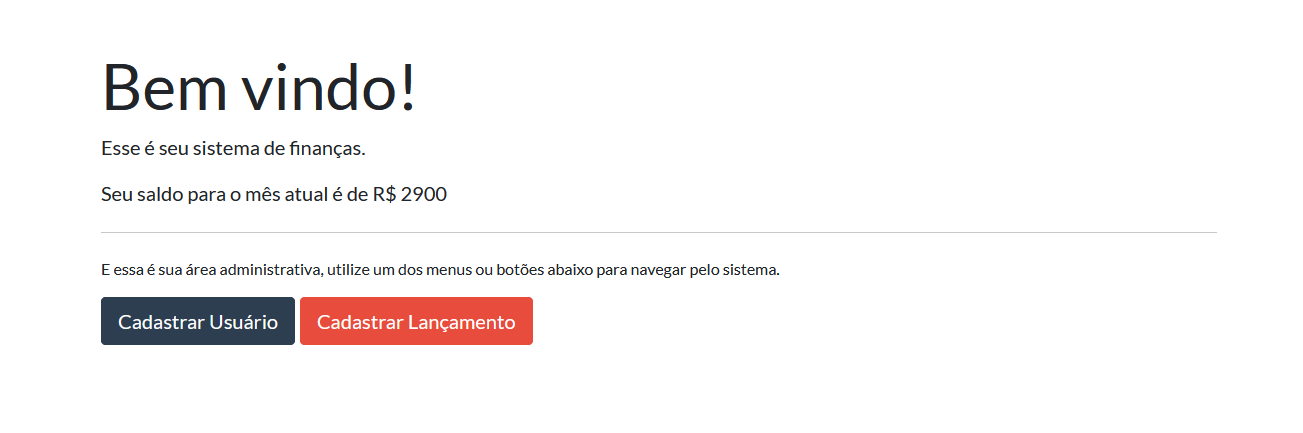 Bem vindo!
Esse é seu sistema de finanças.
Seu saldo para o mês atual é de R$ 2900
E essa é sua área administrativa, utilize um dos menus ou botões abaixo para navegar pelo sistema.
Cadastrar Usuário Cadastrar Lançamento